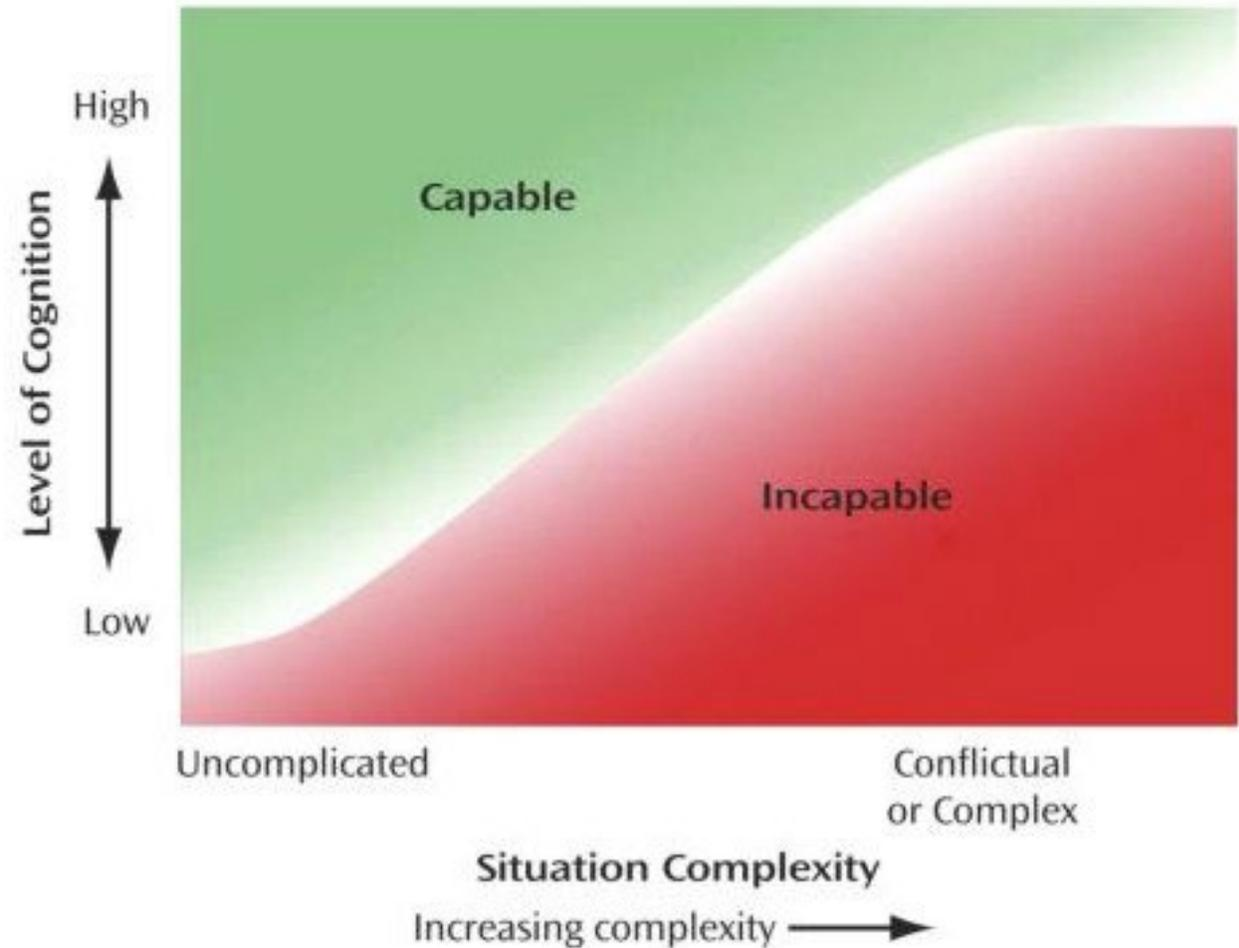 High
Capable
Level of Cognition
Incapable
Low
Uncomplicated
Conflictual
or Complex
Situation Complexity
Increasing complexity